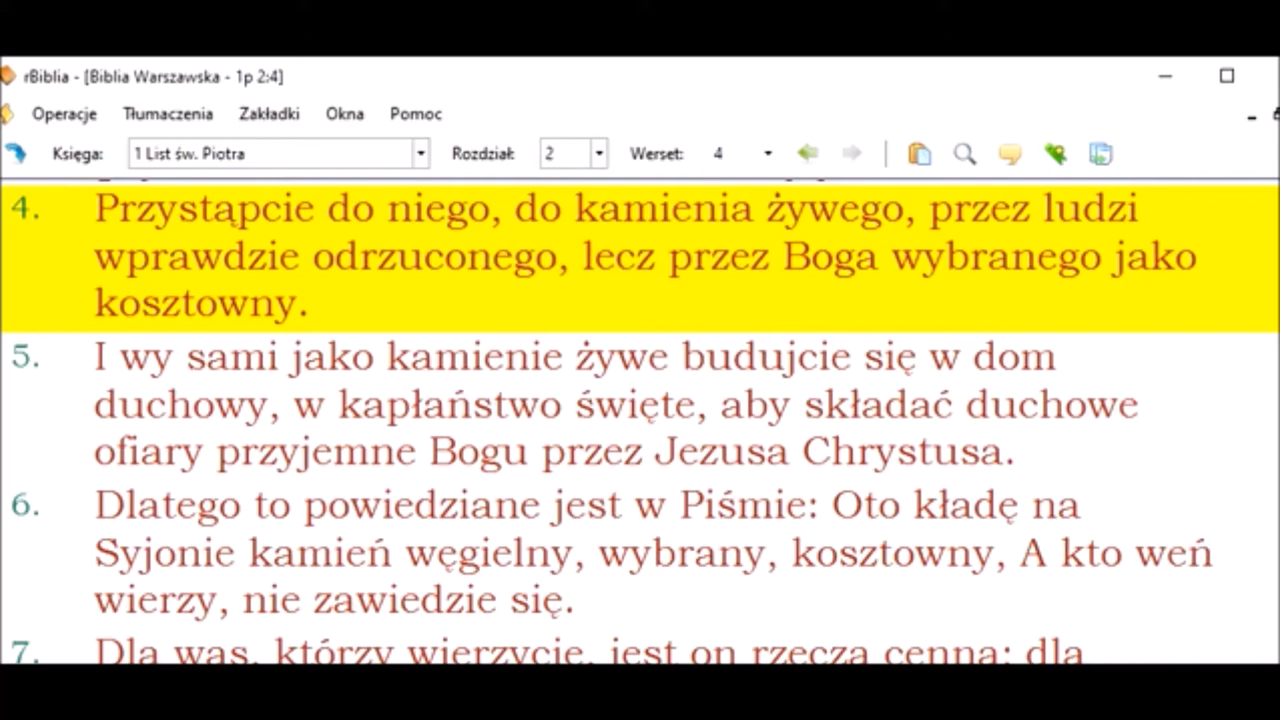 rBiblia - [Biblia Warszawska - 1p 2:4]
Operacje Tłumaczenia Zakładki Okna Pomoc
Księga: 1 List św. Piotra Rozdział: 2 Werset: 4
4. Przystąpcie do niego, do kamienia żywego, przez ludzi
wprawdzie odrzuconego, lecz przez Boga wybranego jako
kosztowny.
5. I wy sami jako kamienie żywe budujcie się w dom
duchowy, w kapłaństwo święte, aby składać duchowe
ofiary przyjemne Bogu przez Jezusa Chrystusa.
6. Dlatego to powiedziane jest w Piśmie: Oto kładę na
Syjonie kamień węgielny, wybrany, kosztowny, A kto weń
wierzy, nie zawiedzie się.
7. Dla was, którzy wierzycie, jest on rzeczą cenną; dla